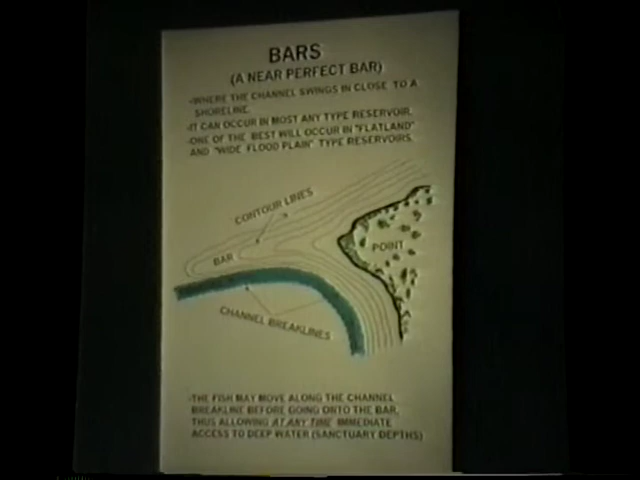 BARS
(A NEAR PERFECT BAR)
-WHERE THE CHANNEL SWINGS IN CLOSE TO A
SHORELINE.
-IT CAN OCCUR IN MOST ANY TYPE RESERVOIR.
-ONE OF THE BEST WILL OCCUR IN "FLATLAND"
AND "WIDE FLOOD PLAIN" TYPE RESERVOIRS.
CONTOUR LINES
POINT
BAR
CHANNEL BREAKLINES
-THE FISH MAY MOVE ALONG THE CHANNEL
BREAKLINE BEFORE GOING ONTO THE BAR,
THUS ALLOWING AT ANY TIME IMMEDIATE
ACCESS TO DEEP WATER (SANCTUARY DEPTHS)